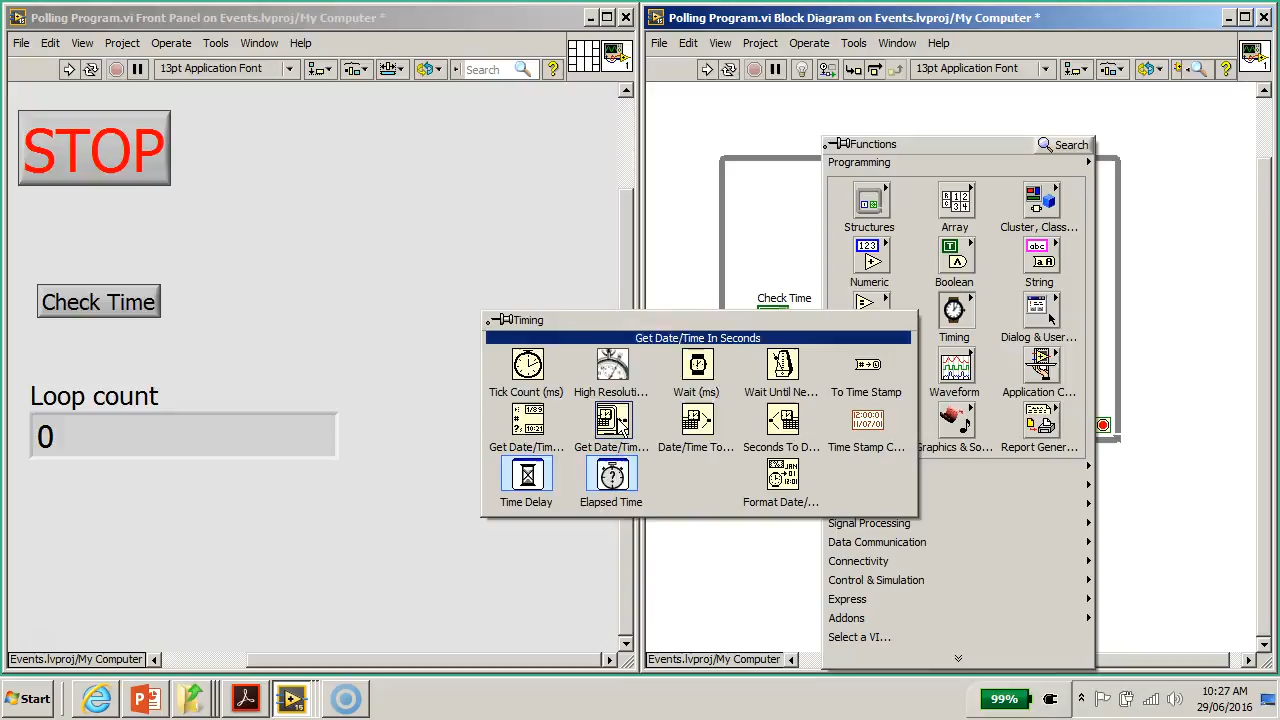 Polling Program.vi Front Panel on Events.lvproj/My Computer *
File Edit View Project Operate Tools Window Help
13pt Application Font
Search
STOP
Check Time
Loop count
0
Events.lvproj/My Computer
Polling Program.vi Block Diagram on Events.lvproj/My Computer *
File Edit View Project Operate Tools Window Help
13pt Application Font
Check Time
Functions
Search
Programming
Structures Array Cluster, Class...
Numeric Boolean String
Timing Dialog & User...
Waveform Application C...
Graphics & So... Report Gener...
Signal Processing
Data Communication
Connectivity
Control & Simulation
Express
Addons
Select a VI...
Timing
Get Date/Time In Seconds
Tick Count (ms) High Resoluti... Wait (ms) Wait Until Ne... To Time Stamp
Get Date/Tim... Get Date/Tim... Date/Time To... Seconds To D... Time Stamp C...
Time Delay Elapsed Time Format Date/...
Events.lvproj/My Computer
Start
99%
10:27 AM
29/06/2016